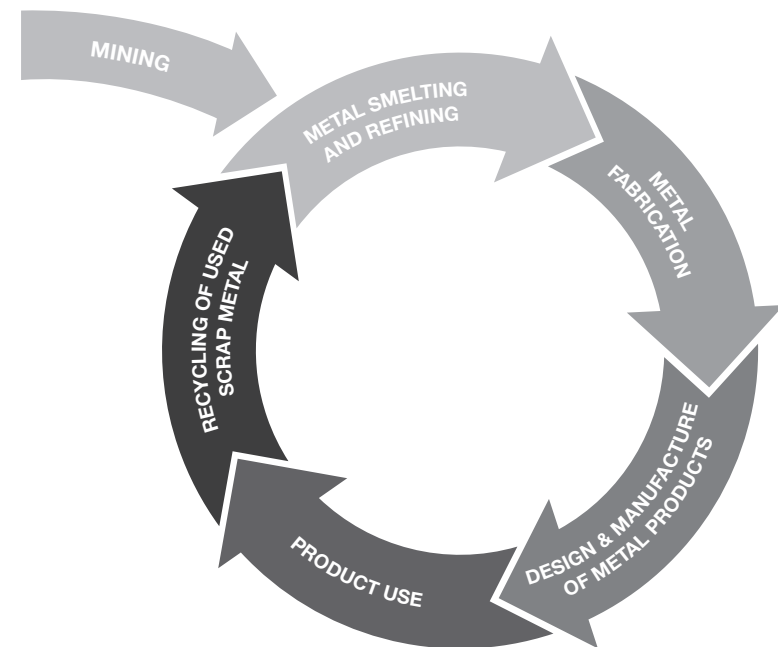 MINING
METAL SMELTING
AND REFINING
METAL
FABRICATION
DESIGN & MANUFACTURE
OF METAL PRODUCTS
PRODUCT USE
RECYCLING OF USED
SCRAP METAL